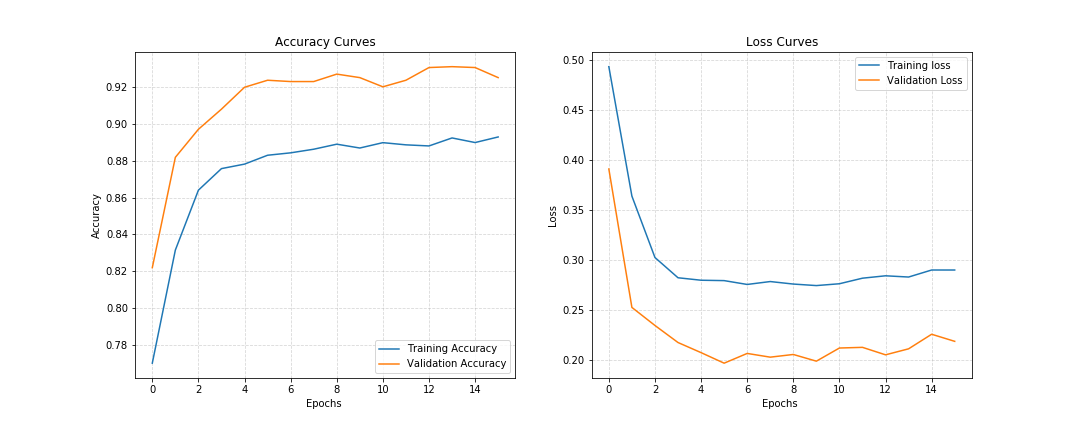 Accuracy Curves
Accuracy
0.92
0.90
0.88
0.86
0.84
0.82
0.80
0.78
Training Accuracy
Validation Accuracy
0 2 4 6 8 10 12 14
Epochs
Loss Curves
Loss
0.50
0.45
0.40
0.35
0.30
0.25
0.20
Training loss
Validation Loss
0 2 4 6 8 10 12 14
Epochs